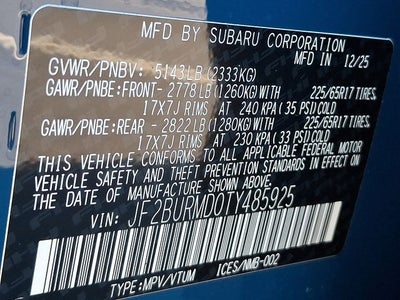 MFD BY SUBARU CORPORATION
GVWR/PNBV: 5143LB(2333KG) MFD IN 12/25
GAWR/PNBE:FRONT- 2778LB(1260KG)WITH 225/65R17 TIRES,
17X7J RIMS AT 240 KPA(35 PSI)COLD
GAWR/PNBE:REAR - 2822LB(1280KG)WITH 225/65R17 TIRES,
17X7J RIMS AT 230 KPA(33 PSI)COLD
THIS VEHICLE CONFORMS TO ALL APPLICABLE FEDERAL MOTOR
VEHICLE SAFETY AND THEFT PREVENTION STANDARDS IN EFFECT ON
THE DATE OF MANUFACTURE SHOWN ABOVE.
VIN: JF2BURMD0TY485925
TYPE:MPV/VTUM ICES/NMB-002